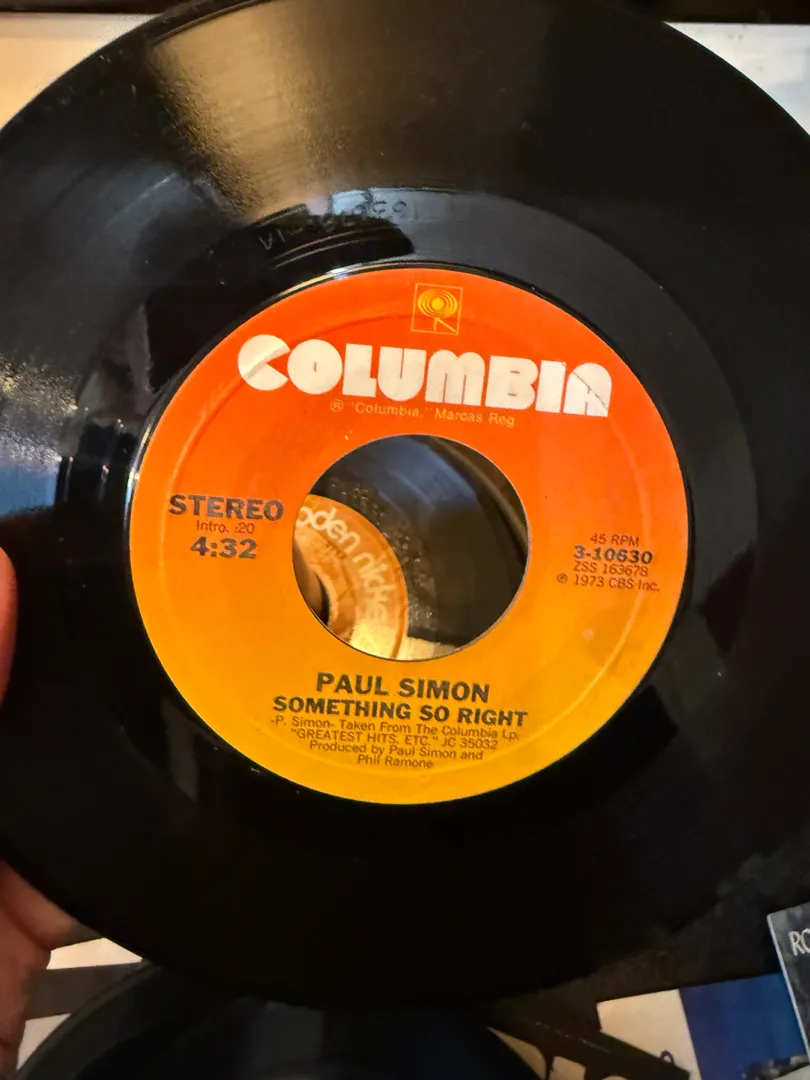 COLUMBIA
® "Columbia," Marcas Reg.
STEREO
Intro. :20
4:32
45 RPM
3-10630
ZSS 163678
℗ 1973 CBS Inc.
PAUL SIMON
SOMETHING SO RIGHT
-P. Simon- Taken From The Columbia Lp.
"GREATEST HITS, ETC." JC 35032
Produced by Paul Simon and
Phil Ramone